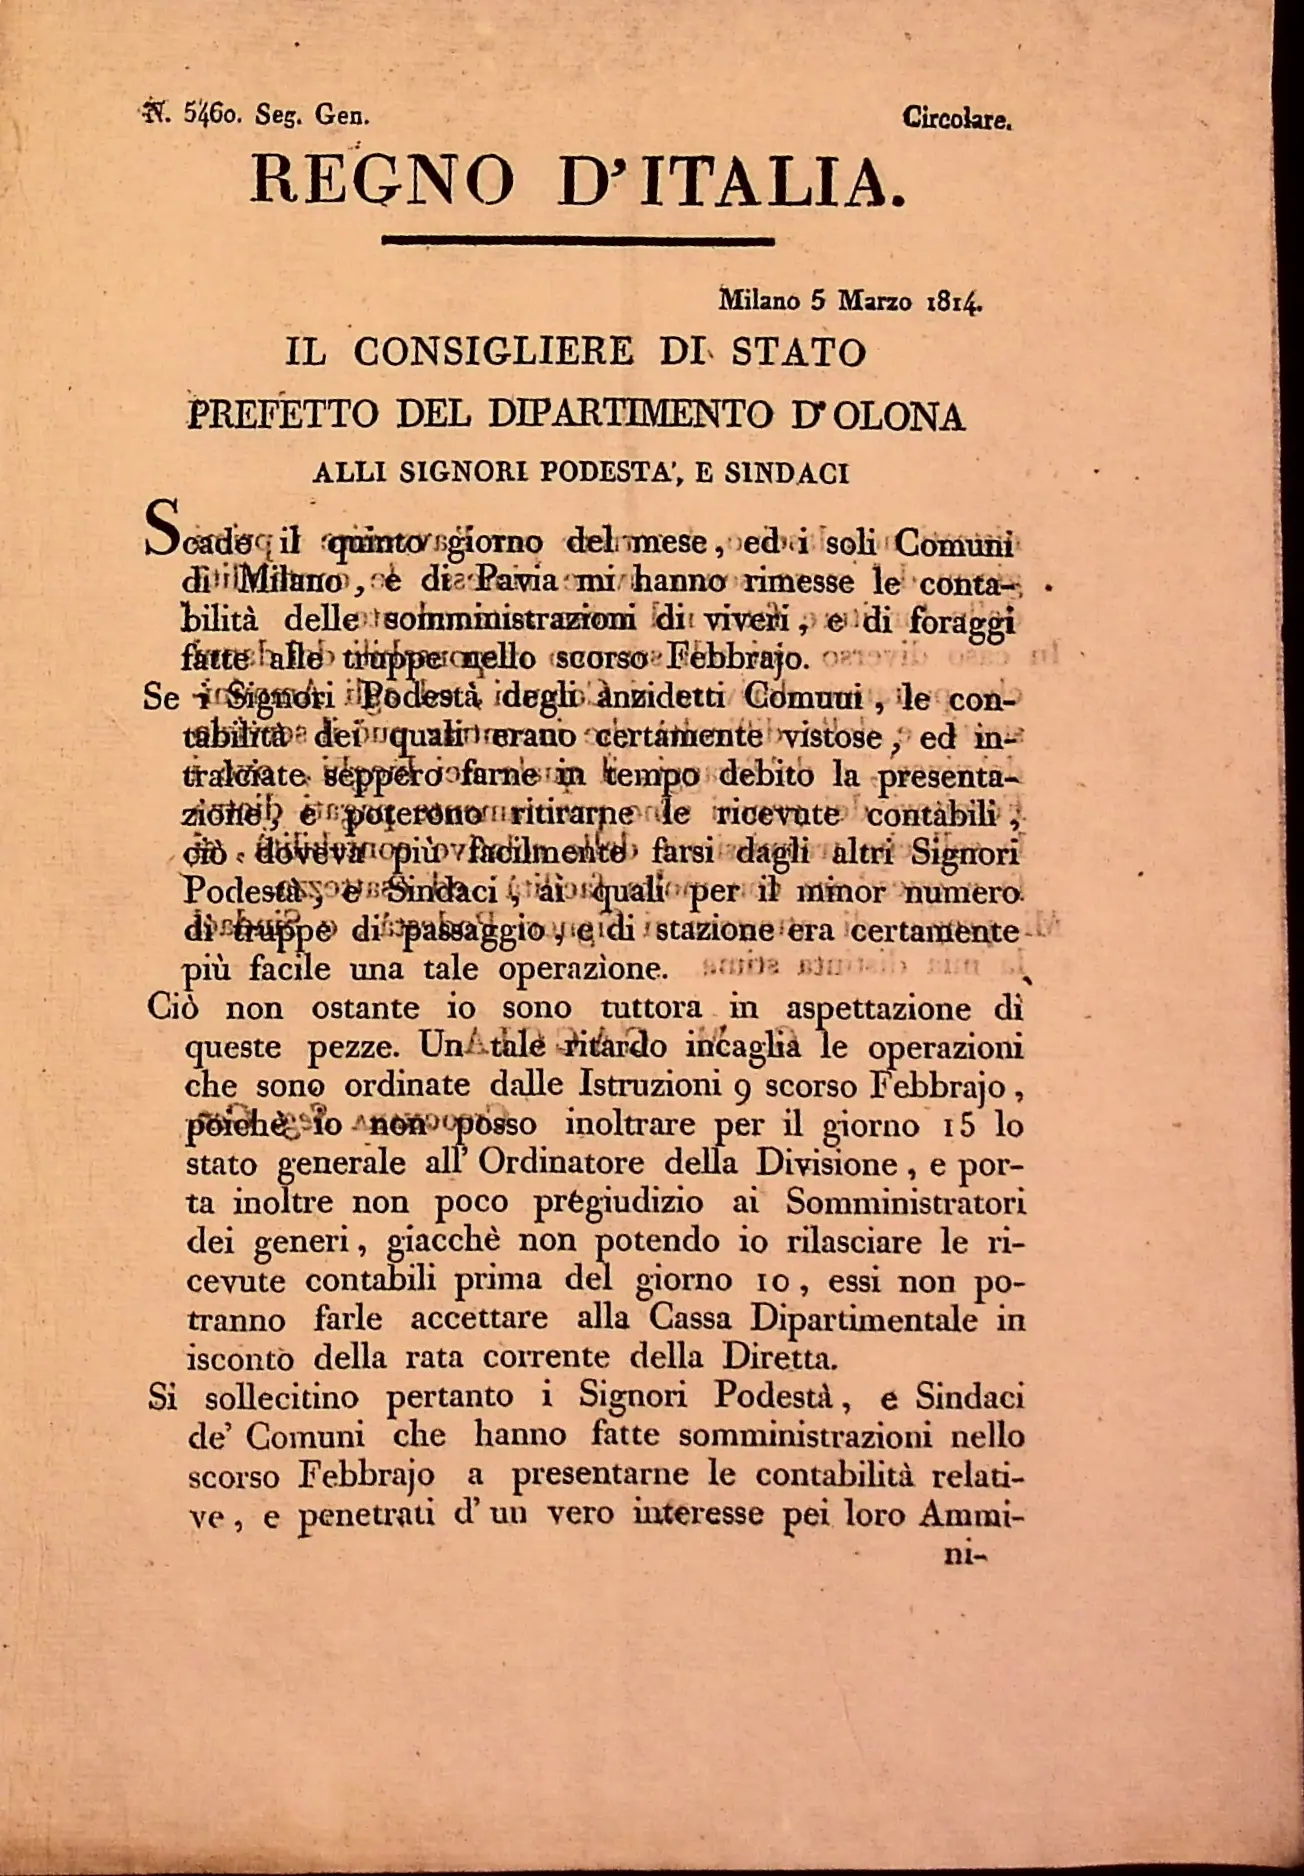 N. 5460. Seg. Gen.
Circolare.
REGNO D'ITALIA.
Milano 5 Marzo 1814.
IL CONSIGLIERE DI STATO
PREFETTO DEL DIPARTIMENTO D'OLONA
ALLI SIGNORI PODESTA', E SINDACI
Scade il quinto giorno del mese, ed i soli Comuni
di Milano, e di Pavia mi hanno rimesse le conta-
bilità delle somministrazioni di viveri, e di foraggi
fatte alle truppe nello scorso Febbrajo.
Se i Signori Podestà degli anzidetti Comuni, le con-
tabilità dei quali erano certamente vistose, ed in-
tralciate seppero farne in tempo debito la presenta-
zione, e poterono ritirarne le ricevute contabili,
ciò doveva più facilmente farsi dagli altri Signori
Podestà, e Sindaci, ai quali per il minor numero
di truppe di passaggio, e di stazione era certamente
più facile una tale operazione.
Ciò non ostante io sono tuttora in aspettazione di
queste pezze. Un tale ritardo incaglia le operazioni
che sono ordinate dalle Istruzioni 9 scorso Febbrajo,
poichè io non posso inoltrare per il giorno 15 lo
stato generale all' Ordinatore della Divisione, e por-
ta inoltre non poco pregiudizio ai Somministratori
dei generi, giacchè non potendo io rilasciare le ri-
cevute contabili prima del giorno 10, essi non po-
tranno farle accettare alla Cassa Dipartimentale in
isconto della rata corrente della Diretta.
Si sollecitino pertanto i Signori Podestà, e Sindaci
de' Comuni che hanno fatte somministrazioni nello
scorso Febbrajo a presentarne le contabilità relati-
ve, e penetrati d' un vero interesse pei loro Ammi-
ni-